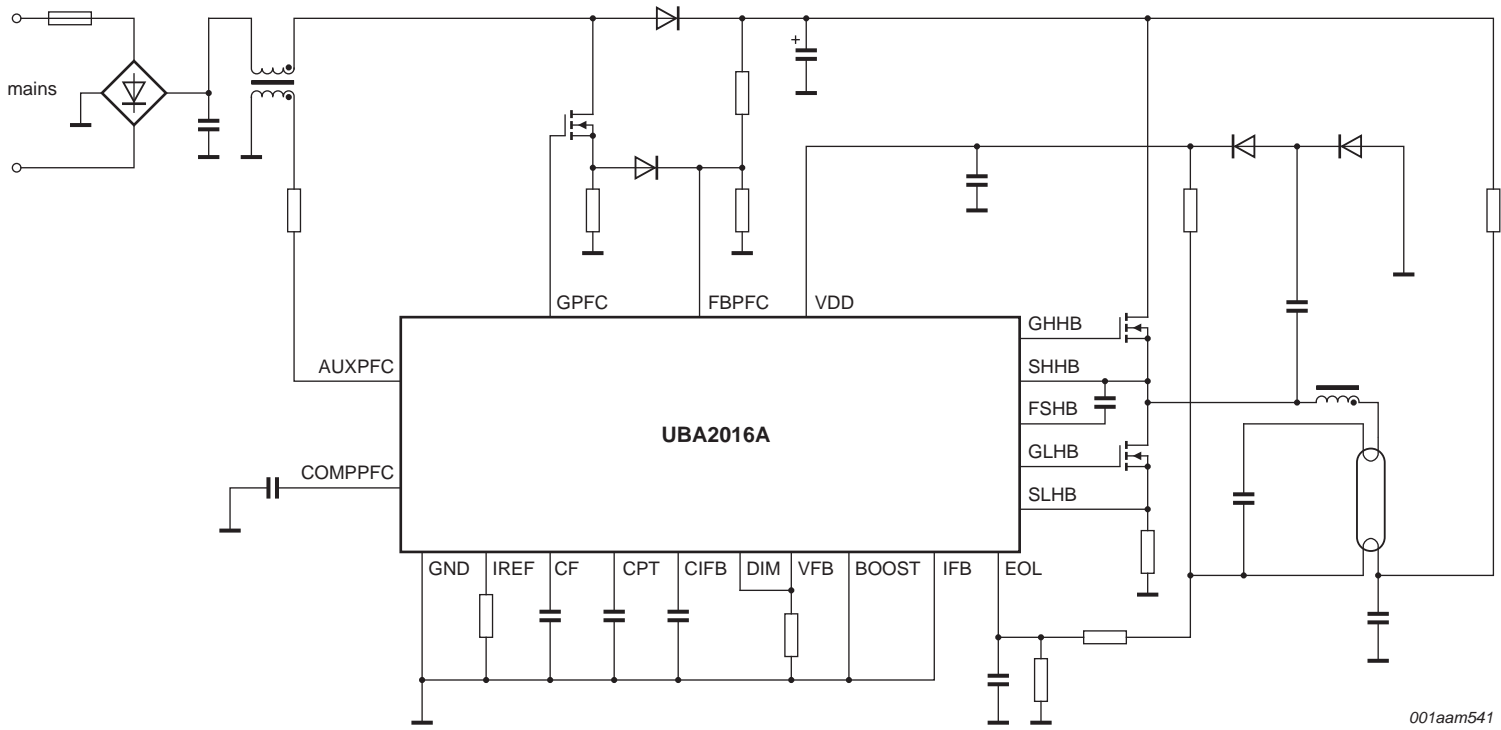 mains
+
GPFC
FBPFC
VDD
AUXPFC
COMPPFC
UBA2016A
GHHB
SHHB
FSHB
GLHB
SLHB
GND
IREF
CF
CPT
CIFB
DIM
VFB
BOOST
IFB
EOL
001aam541